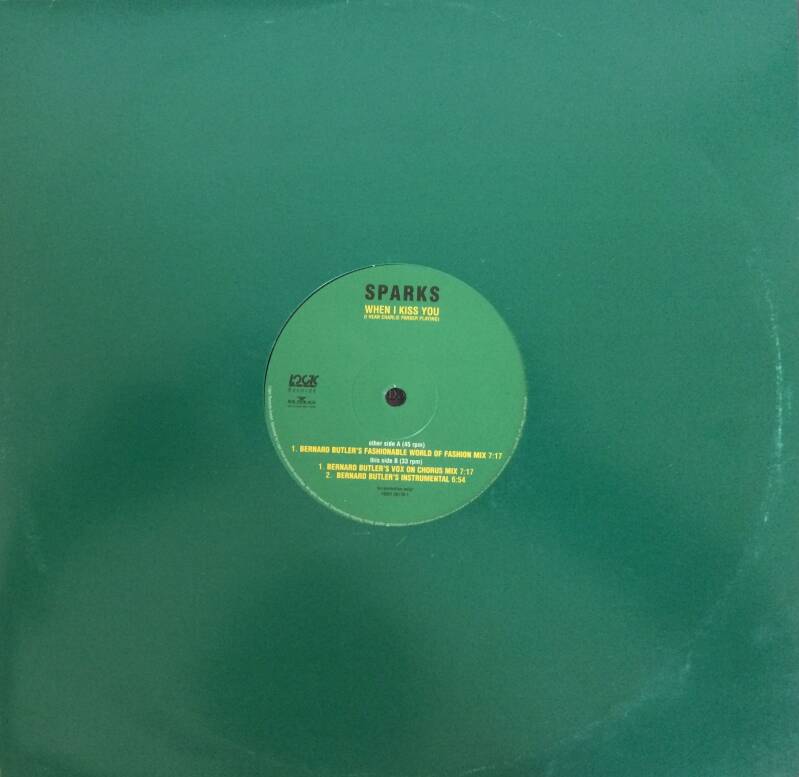 SPARKS
WHEN I KISS YOU
(I HEAR CHARLIE PARKER PLAYING)
other side A (45 rpm)
1. BERNARD BUTLER'S FASHIONABLE WORLD OF FASHION MIX 7:17
this side B (33 rpm)
1. BERNARD BUTLER'S VOX ON CHORUS MIX 7:17
2. BERNARD BUTLER'S INSTRUMENTAL 6:54